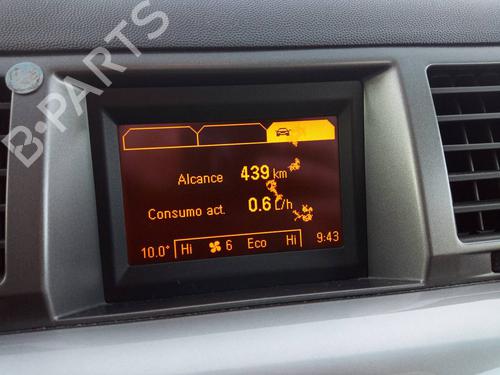 B-PARTS
Alcance 439 km
Consumo act. 0.6 L/h
10.0° Hi 6 Eco Hi 9:43